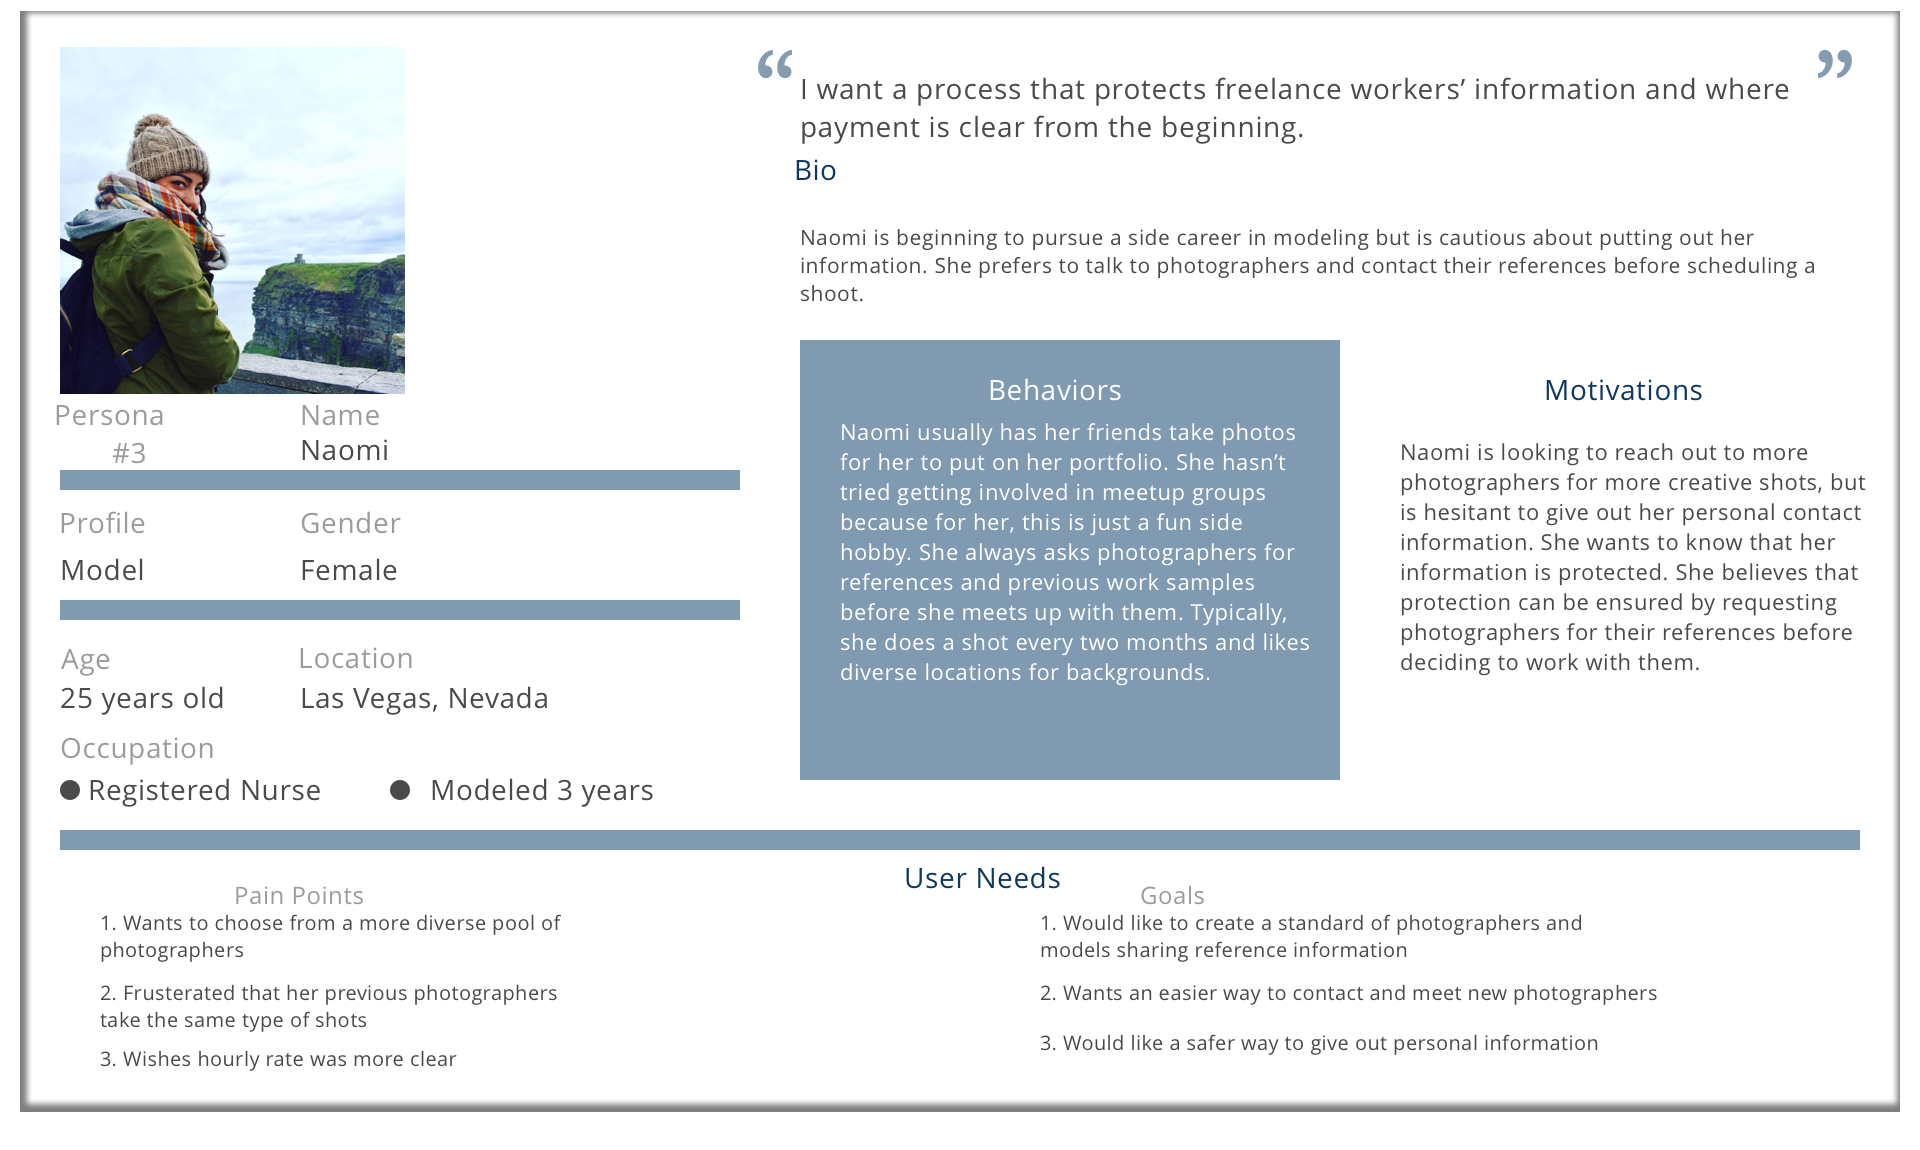 “ ”
I want a process that protects freelance workers’ information and where
payment is clear from the beginning.
Bio
Naomi is beginning to pursue a side career in modeling but is cautious about putting out her
information. She prefers to talk to photographers and contact their references before scheduling a
shoot.
Persona
#3
Name
Naomi
Profile
Model
Gender
Female
Age
25 years old
Location
Las Vegas, Nevada
Occupation
● Registered Nurse
● Modeled 3 years
Behaviors
Naomi usually has her friends take photos
for her to put on her portfolio. She hasn’t
tried getting involved in meetup groups
because for her, this is just a fun side
hobby. She always asks photographers for
references and previous work samples
before she meets up with them. Typically,
she does a shot every two months and likes
diverse locations for backgrounds.
Motivations
Naomi is looking to reach out to more
photographers for more creative shots, but
is hesitant to give out her personal contact
information. She wants to know that her
information is protected. She believes that
protection can be ensured by requesting
photographers for their references before
deciding to work with them.
User Needs
Pain Points
1. Wants to choose from a more diverse pool of
photographers
2. Frusterated that her previous photographers
take the same type of shots
3. Wishes hourly rate was more clear
Goals
1. Would like to create a standard of photographers and
models sharing reference information
2. Wants an easier way to contact and meet new photographers
3. Would like a safer way to give out personal information